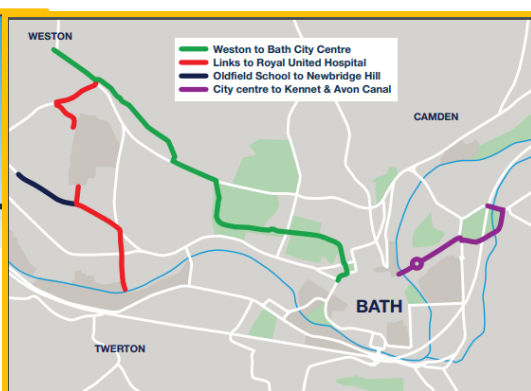 WESTON
Weston to Bath City Centre
Links to Royal United Hospital
Oldfield School to Newbridge Hill
City centre to Kennet & Avon Canal
CAMDEN
BATH
TWERTON